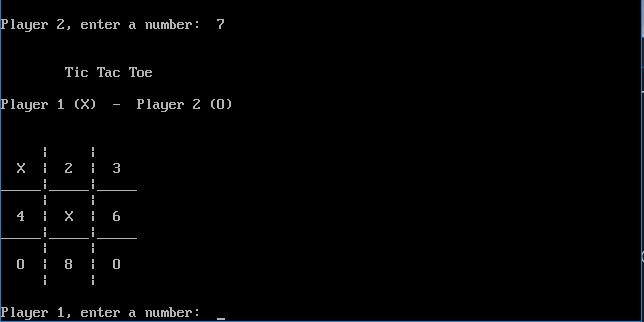 Player 2, enter a number:  7
Tic Tac Toe
Player 1 (X)  -  Player 2 (O)
X ¦ 2 ¦ 3
4 ¦ X ¦ 6
O ¦ 8 ¦ O
Player 1, enter a number:  _